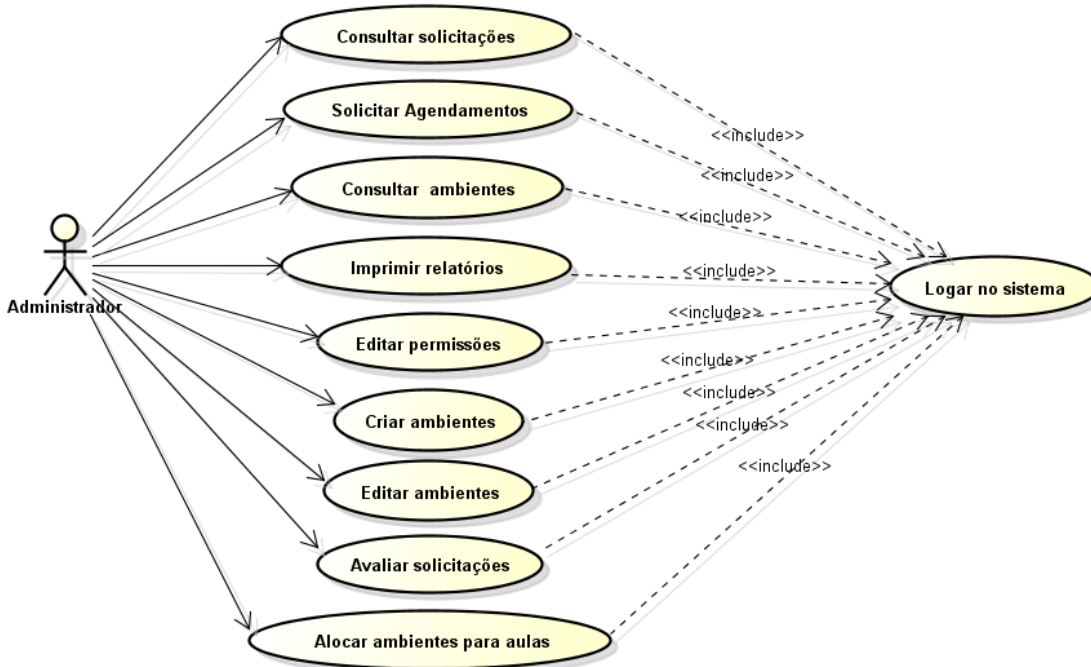 Consultar solicitações
Solicitar Agendamentos
Consultar ambientes
Imprimir relatórios
Editar permissões
Criar ambientes
Editar ambientes
Avaliar solicitações
Alocar ambientes para aulas
Administrador
<<include>>
<<include>>
<<include>>
<<include>>
<<include>>
<<include>>
<<include>>
<<include>>
<<include>>
Logar no sistema